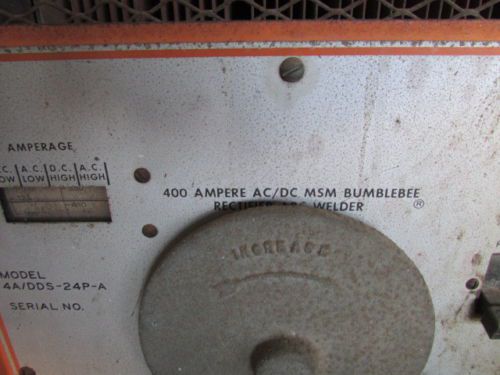 AMPERAGE
A.C. D.C. A.C.
LOW HIGH HIGH
410
400 AMPERE AC/DC MSM BUMBLEBEE
RECTIFIER ARC WELDER ®
INCREASE
MODEL
4A/DDS-24P-A
SERIAL NO.